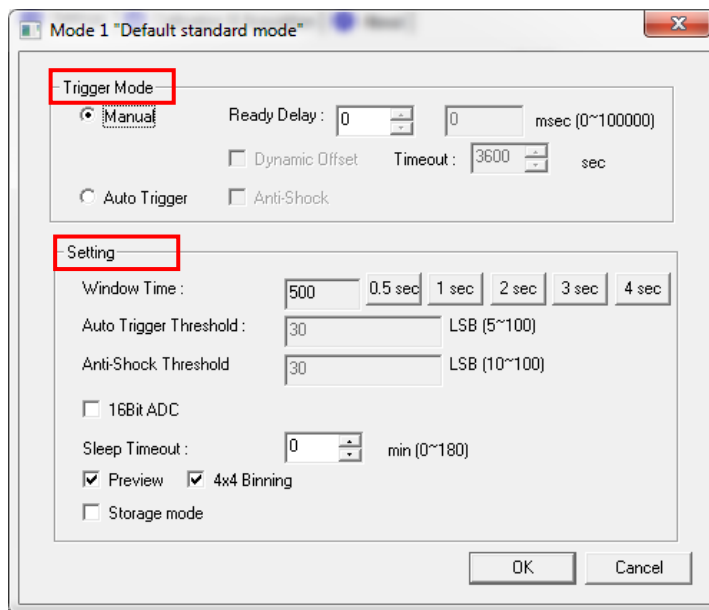 Mode 1 "Default standard mode"
Trigger Mode
Manual Ready Delay : 0 0 msec (0~100000)
Dynamic Offset Timeout : 3600 sec
Auto Trigger Anti-Shock
Setting
Window Time : 500 0.5 sec 1 sec 2 sec 3 sec 4 sec
Auto Trigger Threshold : 30 LSB (5~100)
Anti-Shock Threshold 30 LSB (10~100)
16Bit ADC
Sleep Timeout : 0 min (0~180)
Preview 4x4 Binning
Storage mode
OK Cancel